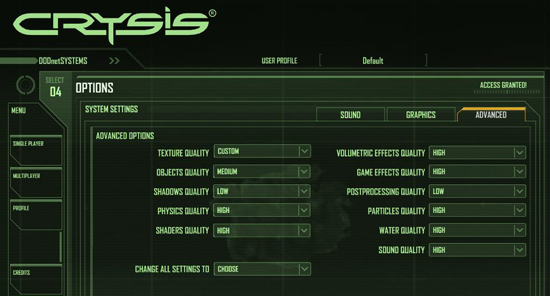 CRYSIS®
DODnetSYSTEMS >>
USER PROFILE
Default
SELECT
04
OPTIONS
ACCESS GRANTED!
MENU
SYSTEM SETTINGS
SOUND
GRAPHICS
ADVANCED
ADVANCED OPTIONS
SINGLE PLAYER
MULTIPLAYER
PROFILE
CREDITS
TEXTURE QUALITY CUSTOM
OBJECTS QUALITY MEDIUM
SHADOWS QUALITY LOW
PHYSICS QUALITY HIGH
SHADERS QUALITY HIGH
CHANGE ALL SETTINGS TO CHOOSE
VOLUMETRIC EFFECTS QUALITY HIGH
GAME EFFECTS QUALITY HIGH
POSTPROCESSING QUALITY LOW
PARTICLES QUALITY HIGH
WATER QUALITY HIGH
SOUND QUALITY HIGH